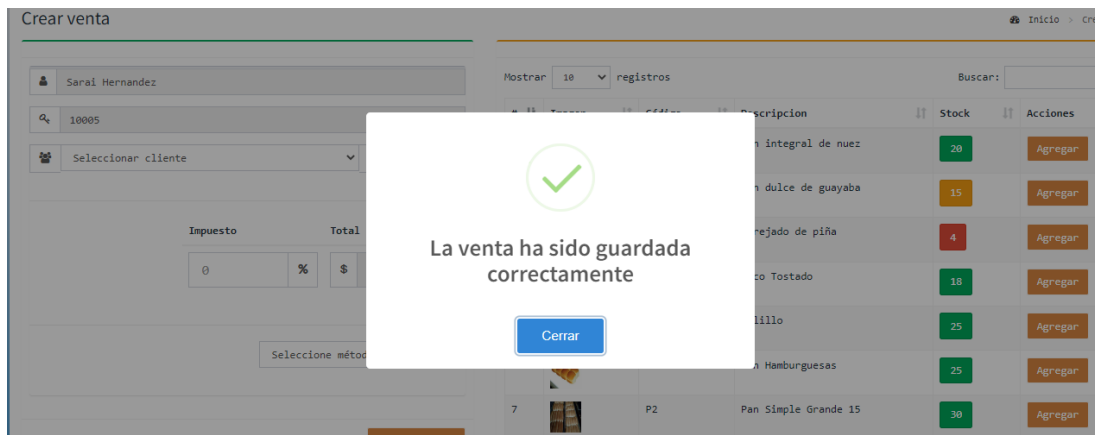 Crear venta
Inicio > Cre
Sarai Hernandez
10005
Seleccionar cliente
Impuesto Total
0 % $
Mostrar 10 registros
Buscar:
Descripcion Stock Acciones
integral de nuez 20 Agregar
dulce de guayaba 15 Agregar
de piña 4 Agregar
Tostado 18 Agregar
25 Agregar
Hamburguesas 25 Agregar
7 P2 Pan Simple Grande 15 30 Agregar
La venta ha sido guardada
correctamente
Cerrar
Seleccione métod